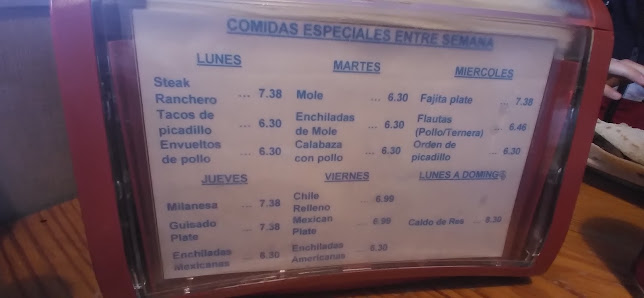 COMIDAS ESPECIALES ENTRE SEMANA
LUNES
Steak
Ranchero ... 7.38
Tacos de
picadillo ... 6.30
Envueltos
de pollo ... 6.30
MARTES
Mole ... 6.30
Enchiladas
de Mole ... 6.30
Calabaza
con pollo ... 6.30
MIERCOLES
Fajita plate ... 7.38
Flautas
(Pollo/Ternera) ... 6.46
Orden de
picadillo ... 6.30
JUEVES
Milanesa ... 7.38
Guisado
Plate ... 7.38
Enchiladas
Mexicanas ... 6.30
VIERNES
Chile
Relleno ... 6.99
Mexican
Plate ... 6.99
Enchiladas
Americanas ... 6.30
LUNES A DOMINGO
Caldo de Res ... 8.30